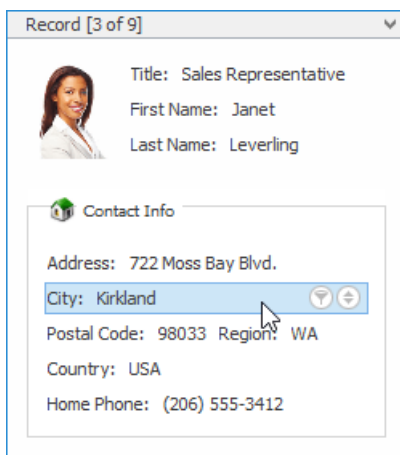 Record [3 of 9]
Title: Sales Representative
First Name: Janet
Last Name: Leverling
Contact Info
Address: 722 Moss Bay Blvd.
City: Kirkland
Postal Code: 98033 Region: WA
Country: USA
Home Phone: (206) 555-3412